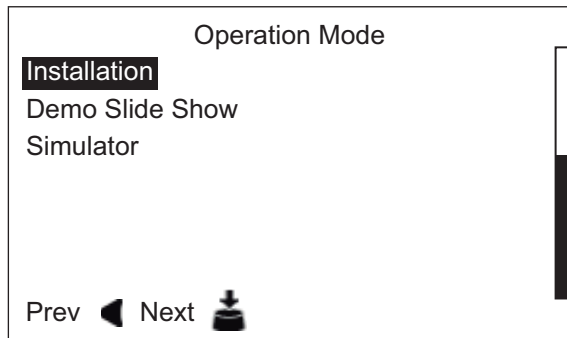 Operation Mode
Installation
Demo Slide Show
Simulator
Prev Next